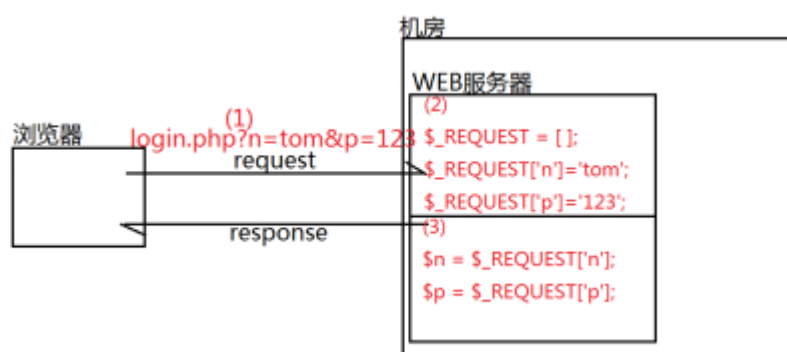 机房
WEB服务器
(1)
(2)
浏览器
login.php?n=tom&p=123
$_REQUEST = [ ];
request
$_REQUEST['n']='tom';
$_REQUEST['p']='123';
response
(3)
$n = $_REQUEST['n'];
$p = $_REQUEST['p'];